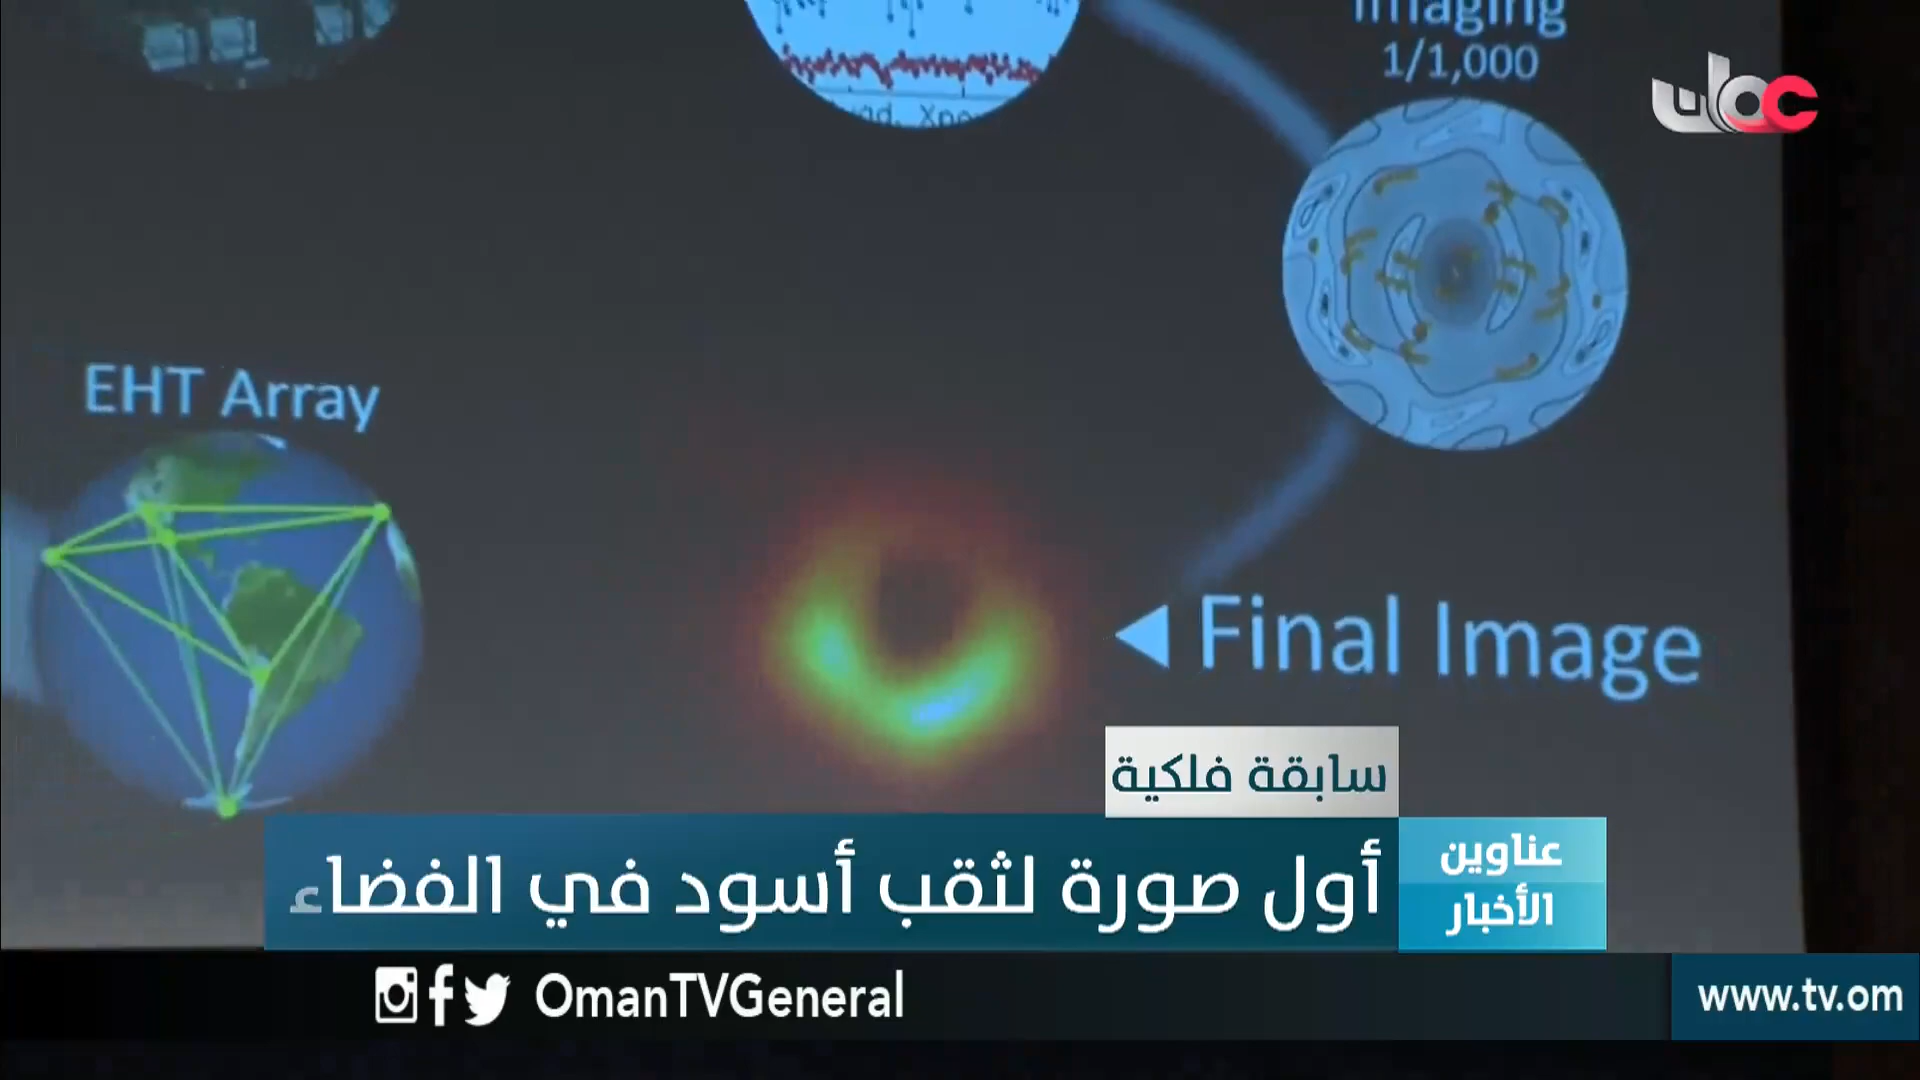 Imaging
1/1,000
عمان
EHT Array
Final Image
سابقة فلكية
أول صورة لثقب أسود في الفضاء
عناوين
الأخبار
OmanTVGeneral
www.tv.om